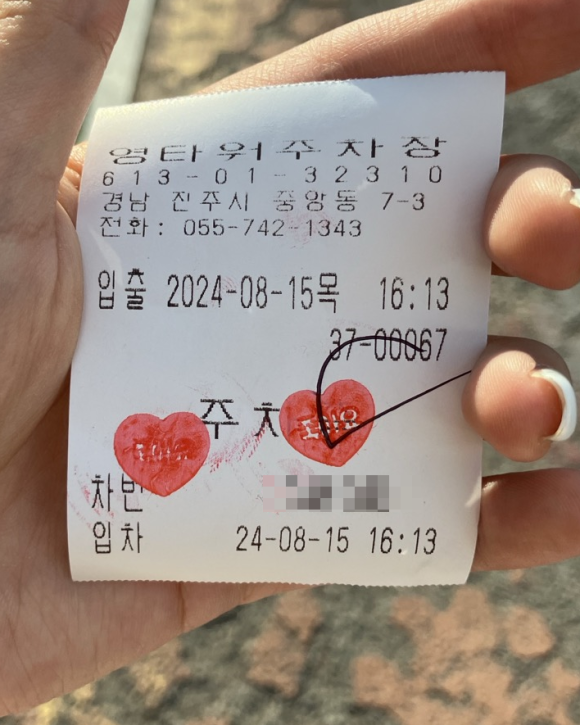 영타워주차장
613-01-32310
경남 진주시 중앙동 7-3
전화: 055-742-1343
입출 2024-08-15목 16:13
37-00067
주차
차번
입차 24-08-15 16:13